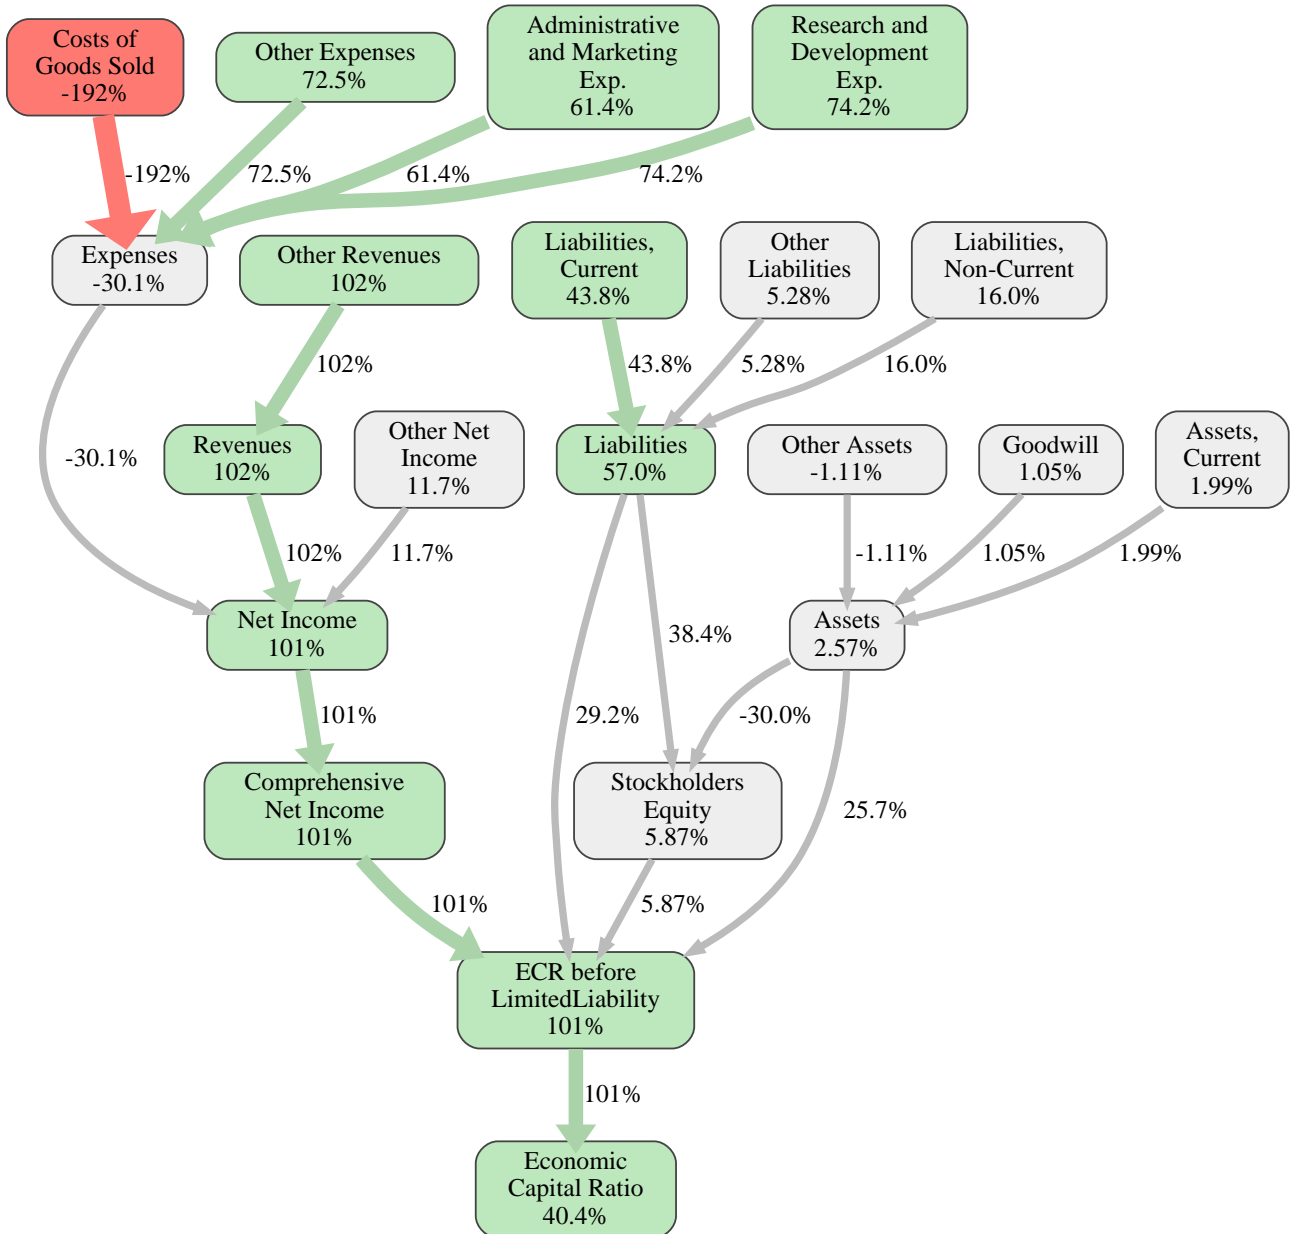 Costs of
Goods Sold
-192%
Other Expenses
72.5%
Administrative
and Marketing
Exp.
61.4%
Research and
Development
Exp.
74.2%
-192%
72.5%
61.4%
74.2%
Expenses
-30.1%
Other Revenues
102%
Liabilities,
Current
43.8%
Other
Liabilities
5.28%
Liabilities,
Non-Current
16.0%
102%
43.8%
5.28%
16.0%
-30.1%
Revenues
102%
Other Net
Income
11.7%
Liabilities
57.0%
Other Assets
-1.11%
Goodwill
1.05%
Assets,
Current
1.99%
102%
11.7%
-1.11%
1.05%
1.99%
Net Income
101%
38.4%
Assets
2.57%
101%
29.2%
-30.0%
Comprehensive
Net Income
101%
Stockholders
Equity
5.87%
25.7%
101%
5.87%
ECR before
LimitedLiability
101%
101%
Economic
Capital Ratio
40.4%